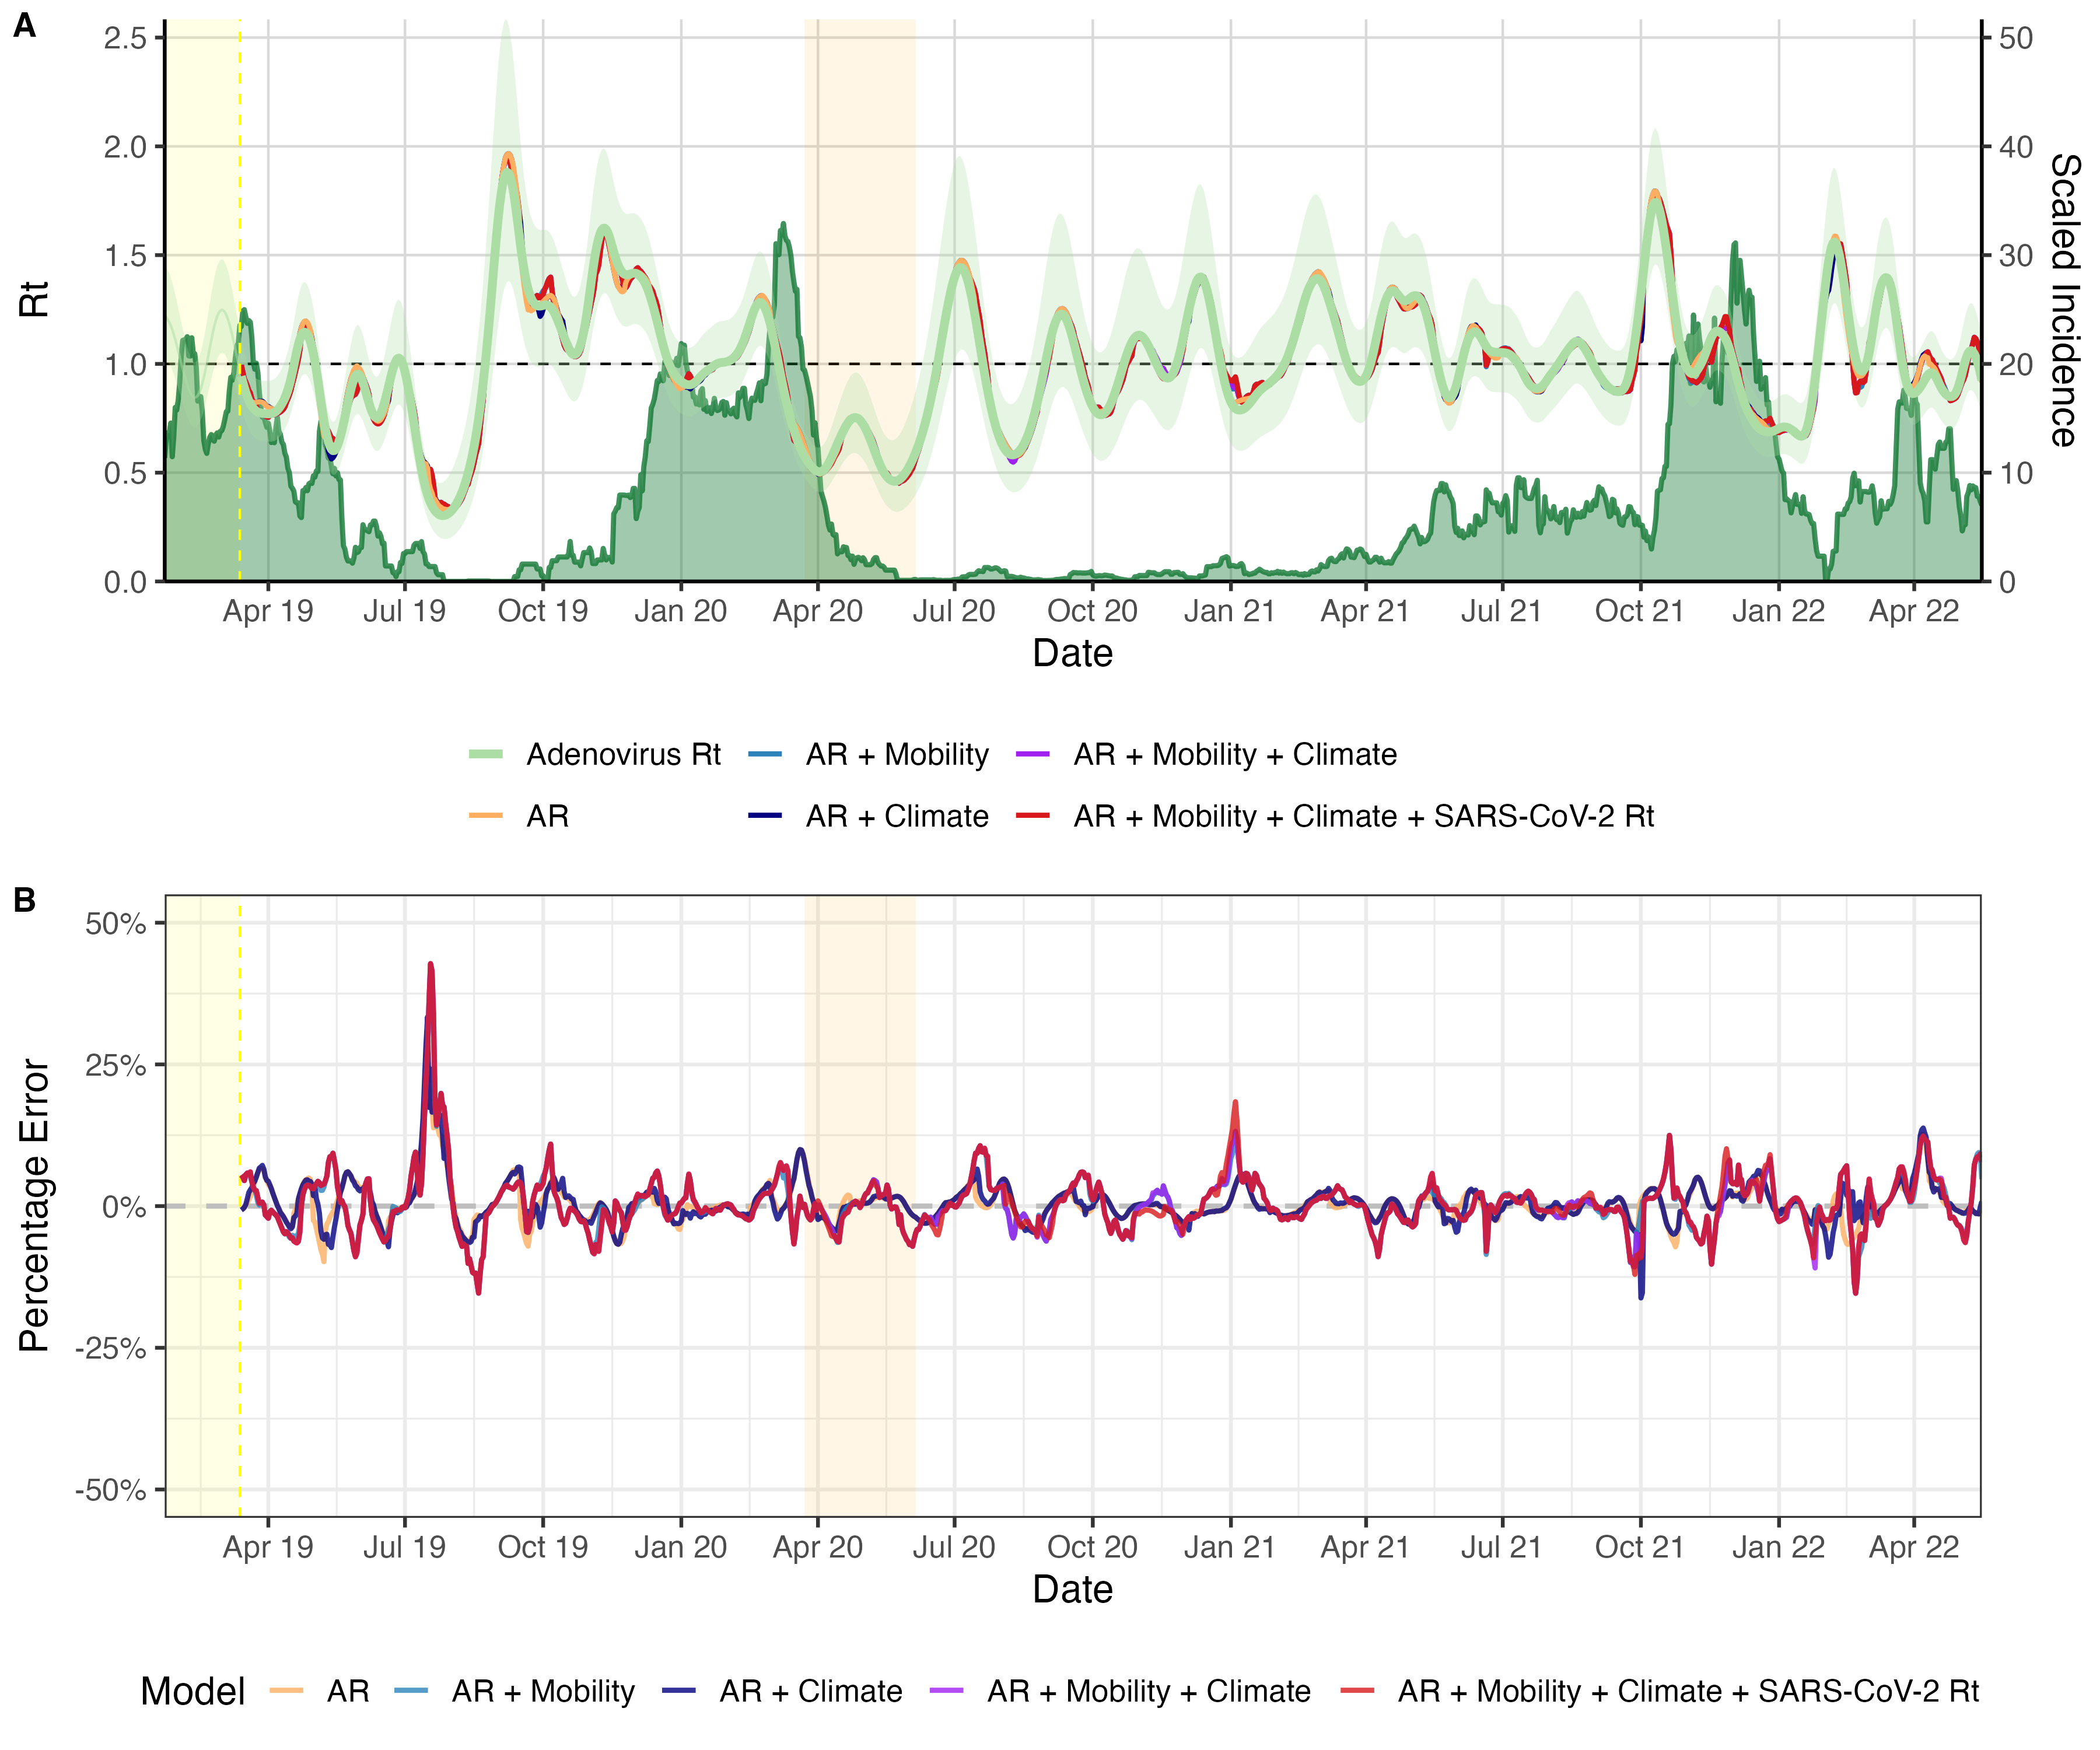 A
2.5
2.0
1.5
1.0
0.5
0.0
Rt
50
40
30
20
10
0
Scaled Incidence
Apr 19 Jul 19 Oct 19 Jan 20 Apr 20 Jul 20 Oct 20 Jan 21 Apr 21 Jul 21 Oct 21 Jan 22 Apr 22
Date
Adenovirus Rt AR + Mobility AR + Mobility + Climate
AR AR + Climate AR + Mobility + Climate + SARS-CoV-2 Rt
B
50%
25%
0%
-25%
-50%
Percentage Error
Apr 19 Jul 19 Oct 19 Jan 20 Apr 20 Jul 20 Oct 20 Jan 21 Apr 21 Jul 21 Oct 21 Jan 22 Apr 22
Date
Model AR AR + Mobility AR + Climate AR + Mobility + Climate AR + Mobility + Climate + SARS-CoV-2 Rt